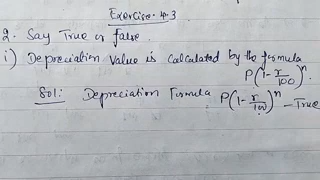 Exercise-4.3
2. Say True or false.
i) Depreciation Value is Calculated by the formula
P(1-r/100)^n.
Sol: Depreciation Formula P(1-r/100)^n - True